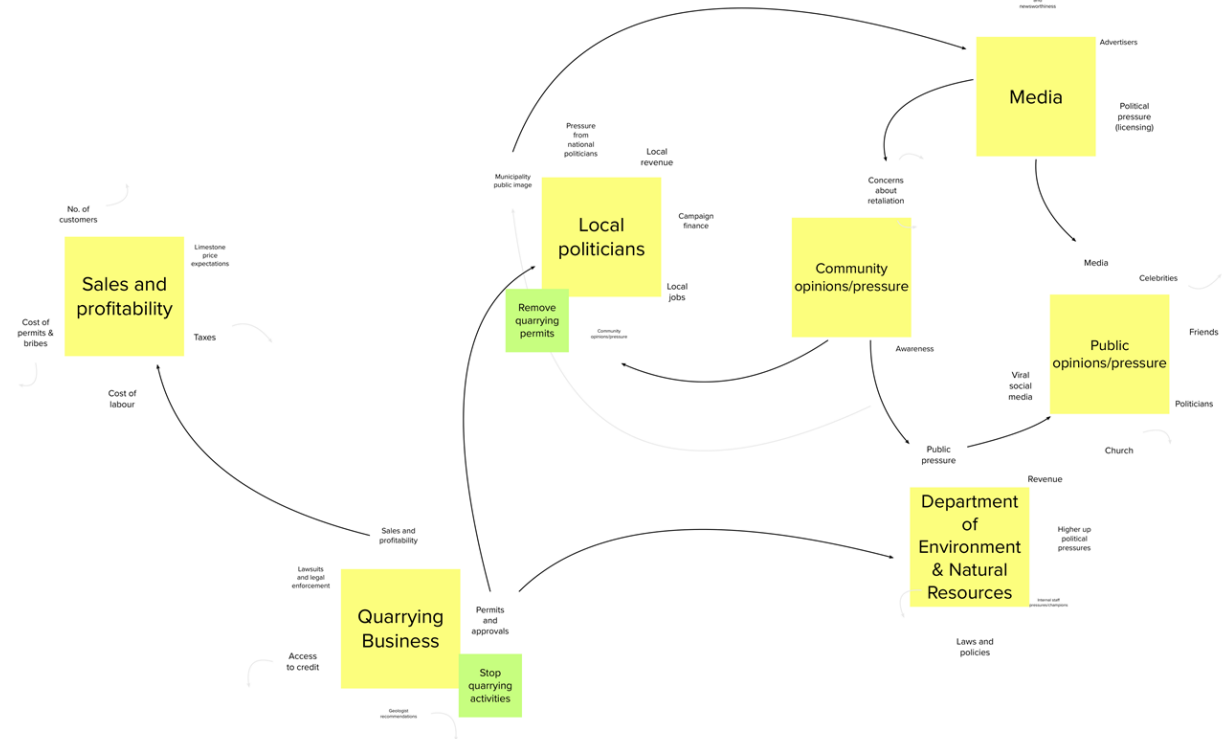 newsworthiness
Advertisers
Media
Political
pressure
(licensing)
Pressure
from
national
politicians
Local
revenue
Municipality
public image
Local
politicians
Campaign
finance
Local
jobs
Remove
quarrying
permits
Community
opinions/pressure
Concerns
about
retaliation
Community
opinions/pressure
Awareness
Media
Celebrities
Friends
Public
opinions/pressure
Viral
social
media
Politicians
Church
No. of
customers
Limestone
price
expectations
Sales and
profitability
Cost of
permits &
bribes
Taxes
Cost of
labour
Public
pressure
Revenue
Department
of
Environment
& Natural
Resources
Higher up
political
pressures
Internal staff
pressure/champions
Laws and
policies
Sales and
profitability
Lawsuits
and legal
enforcement
Quarrying
Business
Permits
and
approvals
Access
to credit
Stop
quarrying
activities
Geologist
recommendations